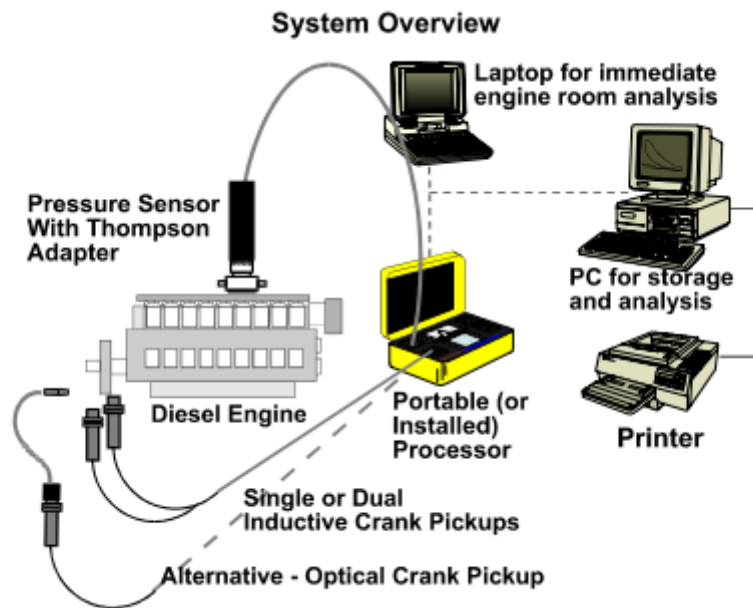 System Overview
Laptop for immediate
engine room analysis
Pressure Sensor
With Thompson
Adapter
PC for storage
and analysis
Diesel Engine
Portable (or
Installed)
Processor
Printer
Single or Dual
Inductive Crank Pickups
Alternative - Optical Crank Pickup